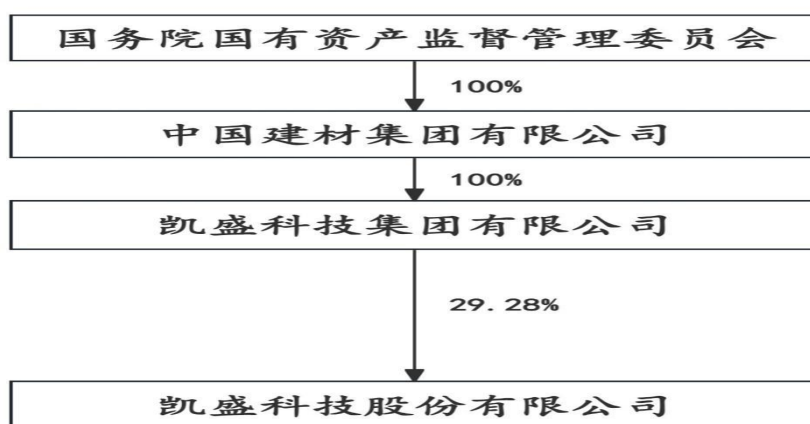 国务院国有资产监督管理委员会
100%
中国建材集团有限公司
100%
凯盛科技集团有限公司
29.28%
凯盛科技股份有限公司